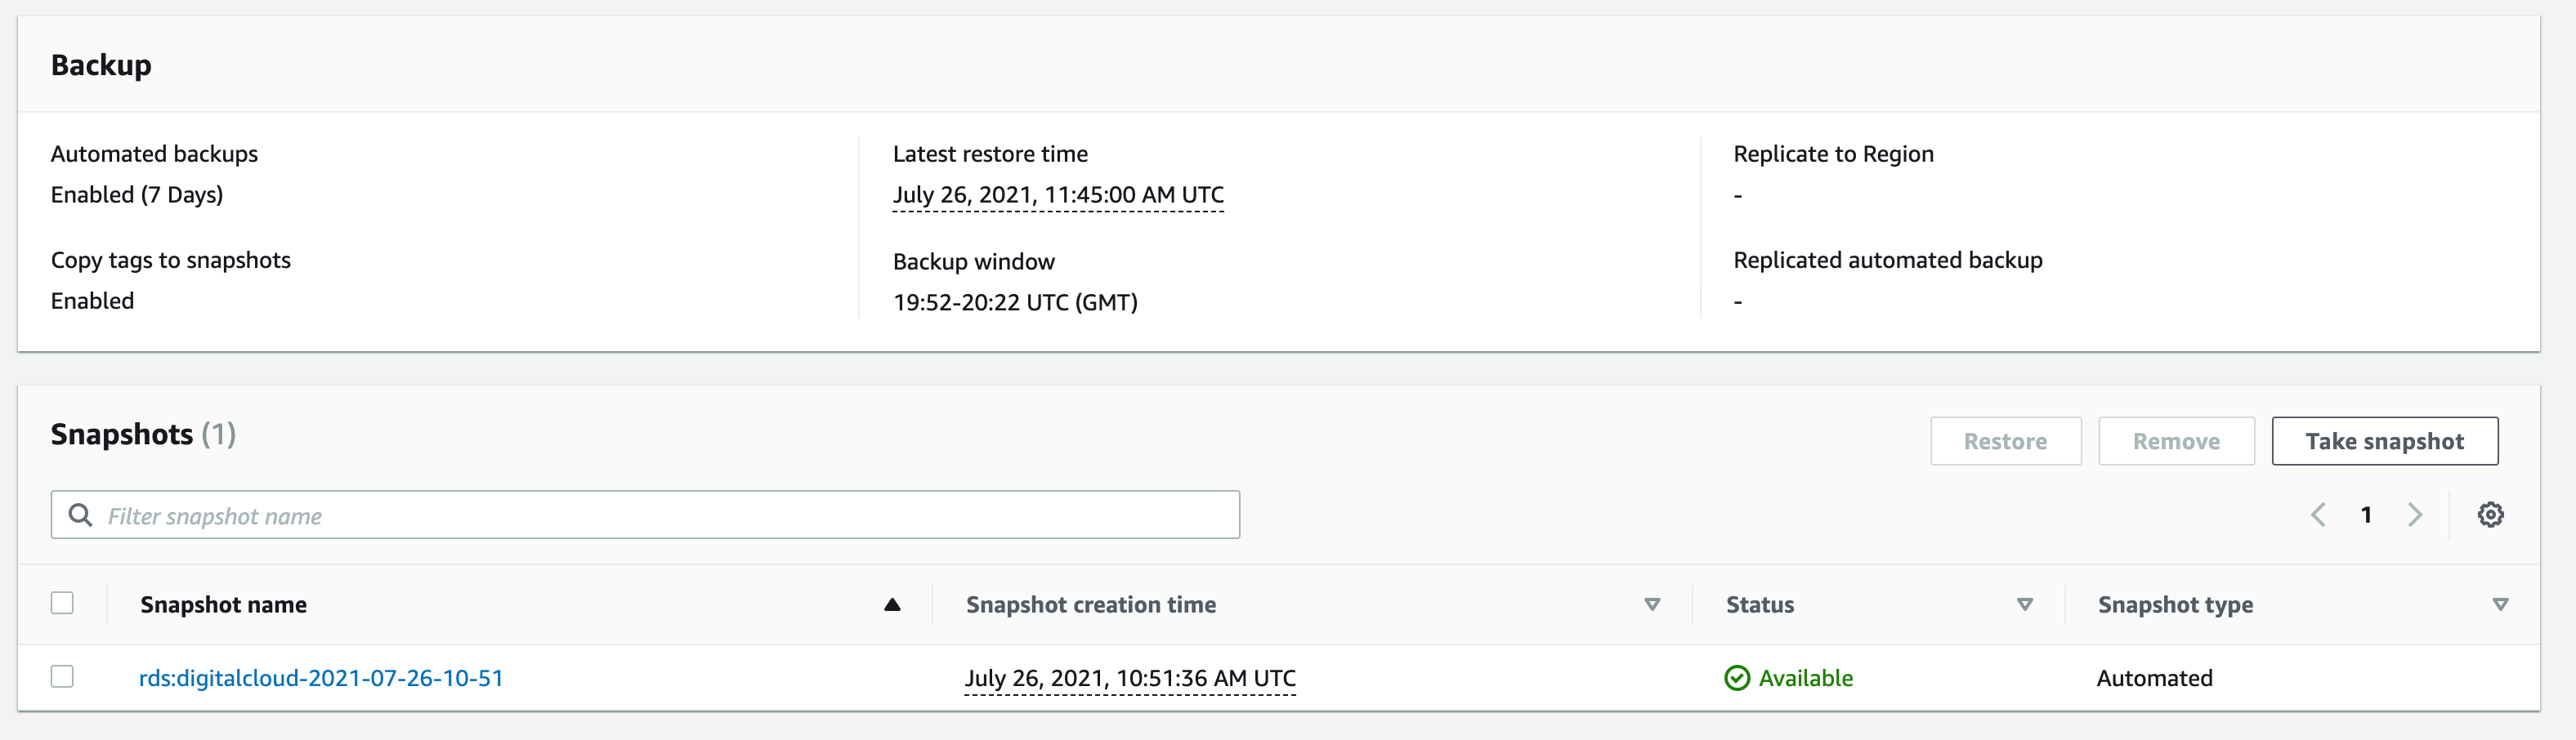 Backup
Automated backups
Enabled (7 Days)
Copy tags to snapshots
Enabled
Latest restore time
July 26, 2021, 11:45:00 AM UTC
Backup window
19:52-20:22 UTC (GMT)
Replicate to Region
-
Replicated automated backup
-
Snapshots (1)
Restore Remove Take snapshot
Filter snapshot name
1
Snapshot name Snapshot creation time Status Snapshot type
rds:digitalcloud-2021-07-26-10-51 July 26, 2021, 10:51:36 AM UTC Available Automated